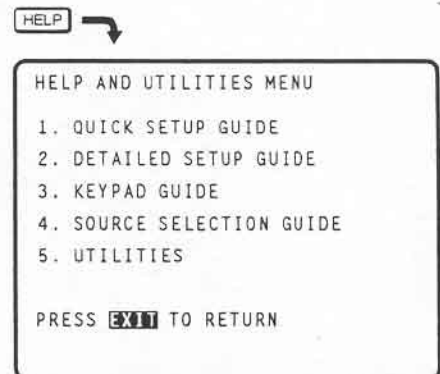 HELP
HELP AND UTILITIES MENU
1. QUICK SETUP GUIDE
2. DETAILED SETUP GUIDE
3. KEYPAD GUIDE
4. SOURCE SELECTION GUIDE
5. UTILITIES
PRESS EXIT TO RETURN